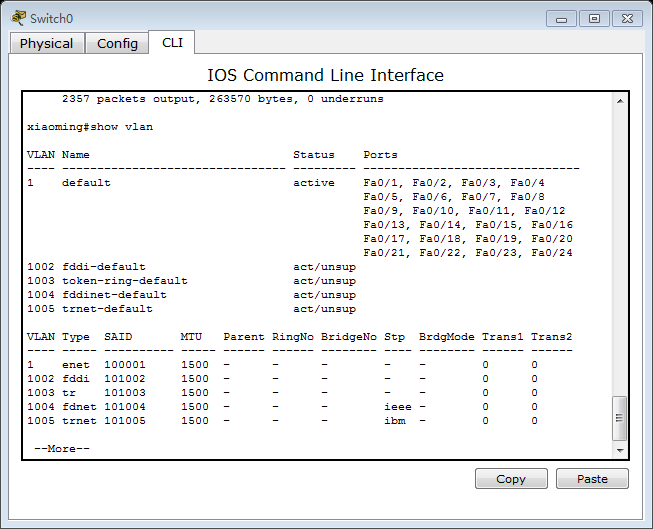 Switch0
Physical Config CLI
IOS Command Line Interface
2357 packets output, 263570 bytes, 0 underruns
xiaoming#show vlan
VLAN Name                             Status    Ports
---- -------------------------------- --------- -------------------------------
1    default                          active    Fa0/1, Fa0/2, Fa0/3, Fa0/4
                                                Fa0/5, Fa0/6, Fa0/7, Fa0/8
                                                Fa0/9, Fa0/10, Fa0/11, Fa0/12
                                                Fa0/13, Fa0/14, Fa0/15, Fa0/16
                                                Fa0/17, Fa0/18, Fa0/19, Fa0/20
                                                Fa0/21, Fa0/22, Fa0/23, Fa0/24
1002 fddi-default                     act/unsup
1003 token-ring-default               act/unsup
1004 fddinet-default                  act/unsup
1005 trnet-default                    act/unsup
VLAN Type  SAID       MTU   Parent RingNo BridgeNo Stp  BrdgMode Trans1 Trans2
---- ----- ---------- ----- ------ ------ -------- ---- -------- ------ ------
1    enet  100001     1500  -      -      -        -    -        0      0
1002 fddi  101002     1500  -      -      -        -    -        0      0
1003 tr    101003     1500  -      -      -        -    -        0      0
1004 fdnet 101004     1500  -      -      -        ieee -        0      0
1005 trnet 101005     1500  -      -      -        ibm  -        0      0
 --More--
Copy Paste